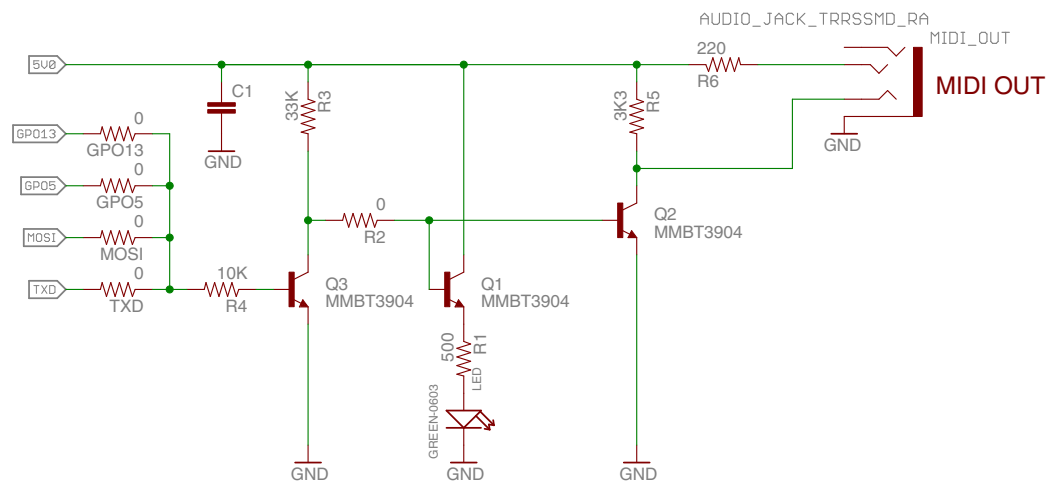 AUDIO_JACK_TRRSSMD_RA
MIDI_OUT
5V0
220
R6
MIDI OUT
C1
33K
R3
3K3
R5
GND
GND
GPO13
0
GPO13
GPO5
0
GPO5
MOSI
0
MOSI
TXD
0
TXD
10K
R4
0
R2
Q2
MMBT3904
Q3
MMBT3904
Q1
MMBT3904
500
R1
LED
GREEN-0603
GND
GND
GND